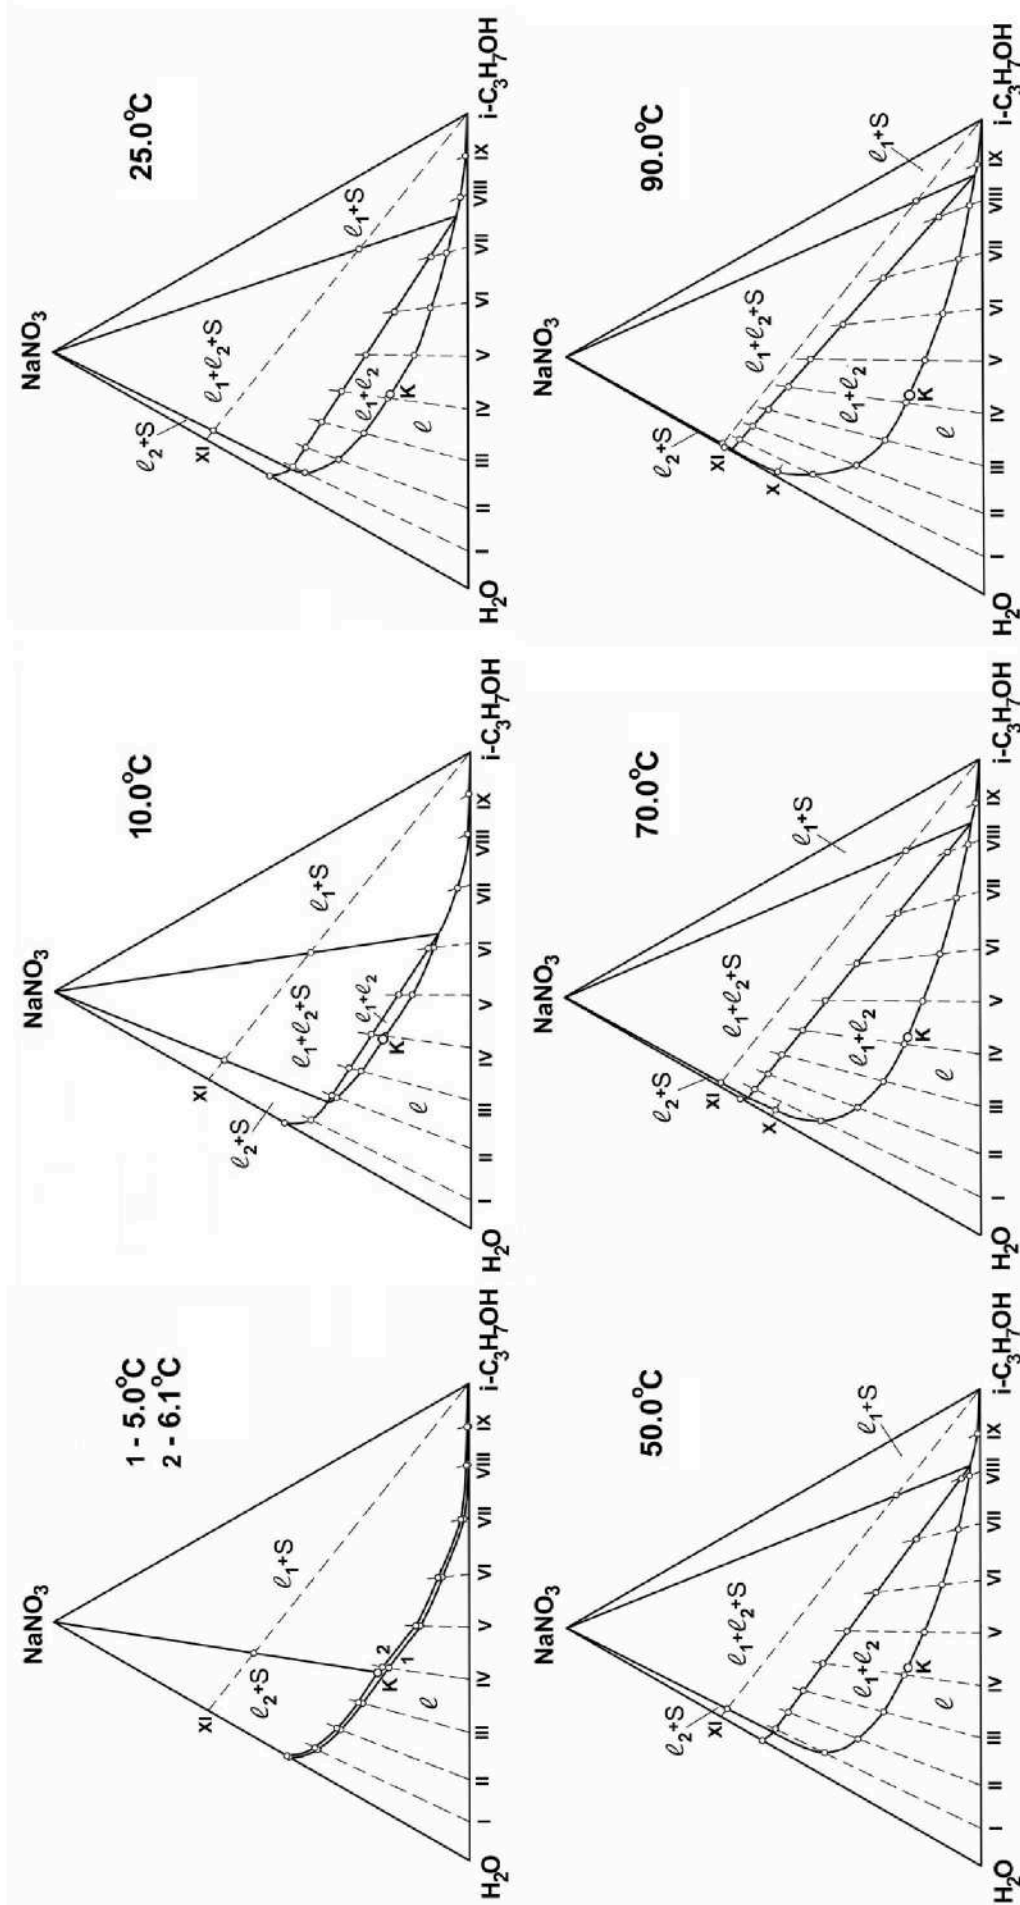 NaNO₃
1 - 5.0°C
2 - 6.1°C
XI
ℓ₂+S
ℓ₁+S
2
K
1
ℓ
H₂O
I
II
III
IV
V
VI
VII
VIII
IX
i-C₃H₇OH
NaNO₃
10.0°C
XI
ℓ₂+S
ℓ₁+ℓ₂+S
ℓ₁+S
ℓ₁+ℓ₂
K
ℓ
H₂O
I
II
III
IV
V
VI
VII
VIII
IX
i-C₃H₇OH
NaNO₃
25.0°C
ℓ₂+S
XI
ℓ₁+ℓ₂+S
ℓ₁+S
ℓ₁+ℓ₂
K
ℓ
H₂O
I
II
III
IV
V
VI
VII
VIII
IX
i-C₃H₇OH
NaNO₃
50.0°C
ℓ₂+S
XI
ℓ₁+ℓ₂+S
ℓ₁+S
ℓ₁+ℓ₂
K
ℓ
H₂O
I
II
III
IV
V
VI
VII
VIII
IX
i-C₃H₇OH
NaNO₃
70.0°C
ℓ₂+S
XI
X
ℓ₁+ℓ₂+S
ℓ₁+S
ℓ₁+ℓ₂
K
ℓ
H₂O
I
II
III
IV
V
VI
VII
VIII
IX
i-C₃H₇OH
NaNO₃
90.0°C
ℓ₂+S
XI
X
ℓ₁+ℓ₂+S
ℓ₁+S
ℓ₁+ℓ₂
K
ℓ
H₂O
I
II
III
IV
V
VI
VII
VIII
IX
i-C₃H₇OH